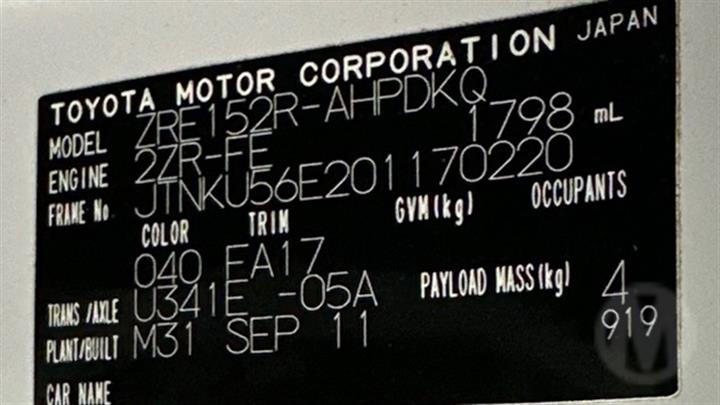 TOYOTA MOTOR CORPORATION JAPAN
MODEL ZRE152R-AHPDKQ
ENGINE 2ZR-FE 1798 mL
FRAME No. JTNKU56E201170220
COLOR TRIM GVM(kg) OCCUPANTS
040 FA17
TRANS /AXLE U341E -05A PAYLOAD MASS(kg) 4
PLANT/BUILT M31 SEP 11 919
CAR NAME
M